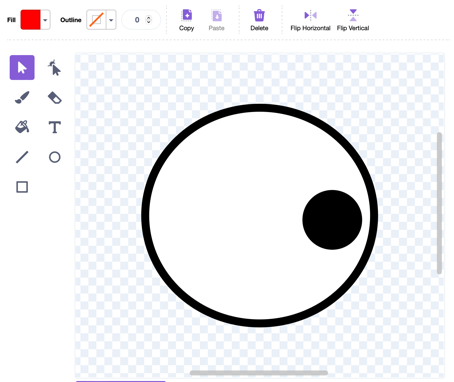 Fill
Outline
0
Copy
Paste
Delete
Flip Horizontal
Flip Vertical
T